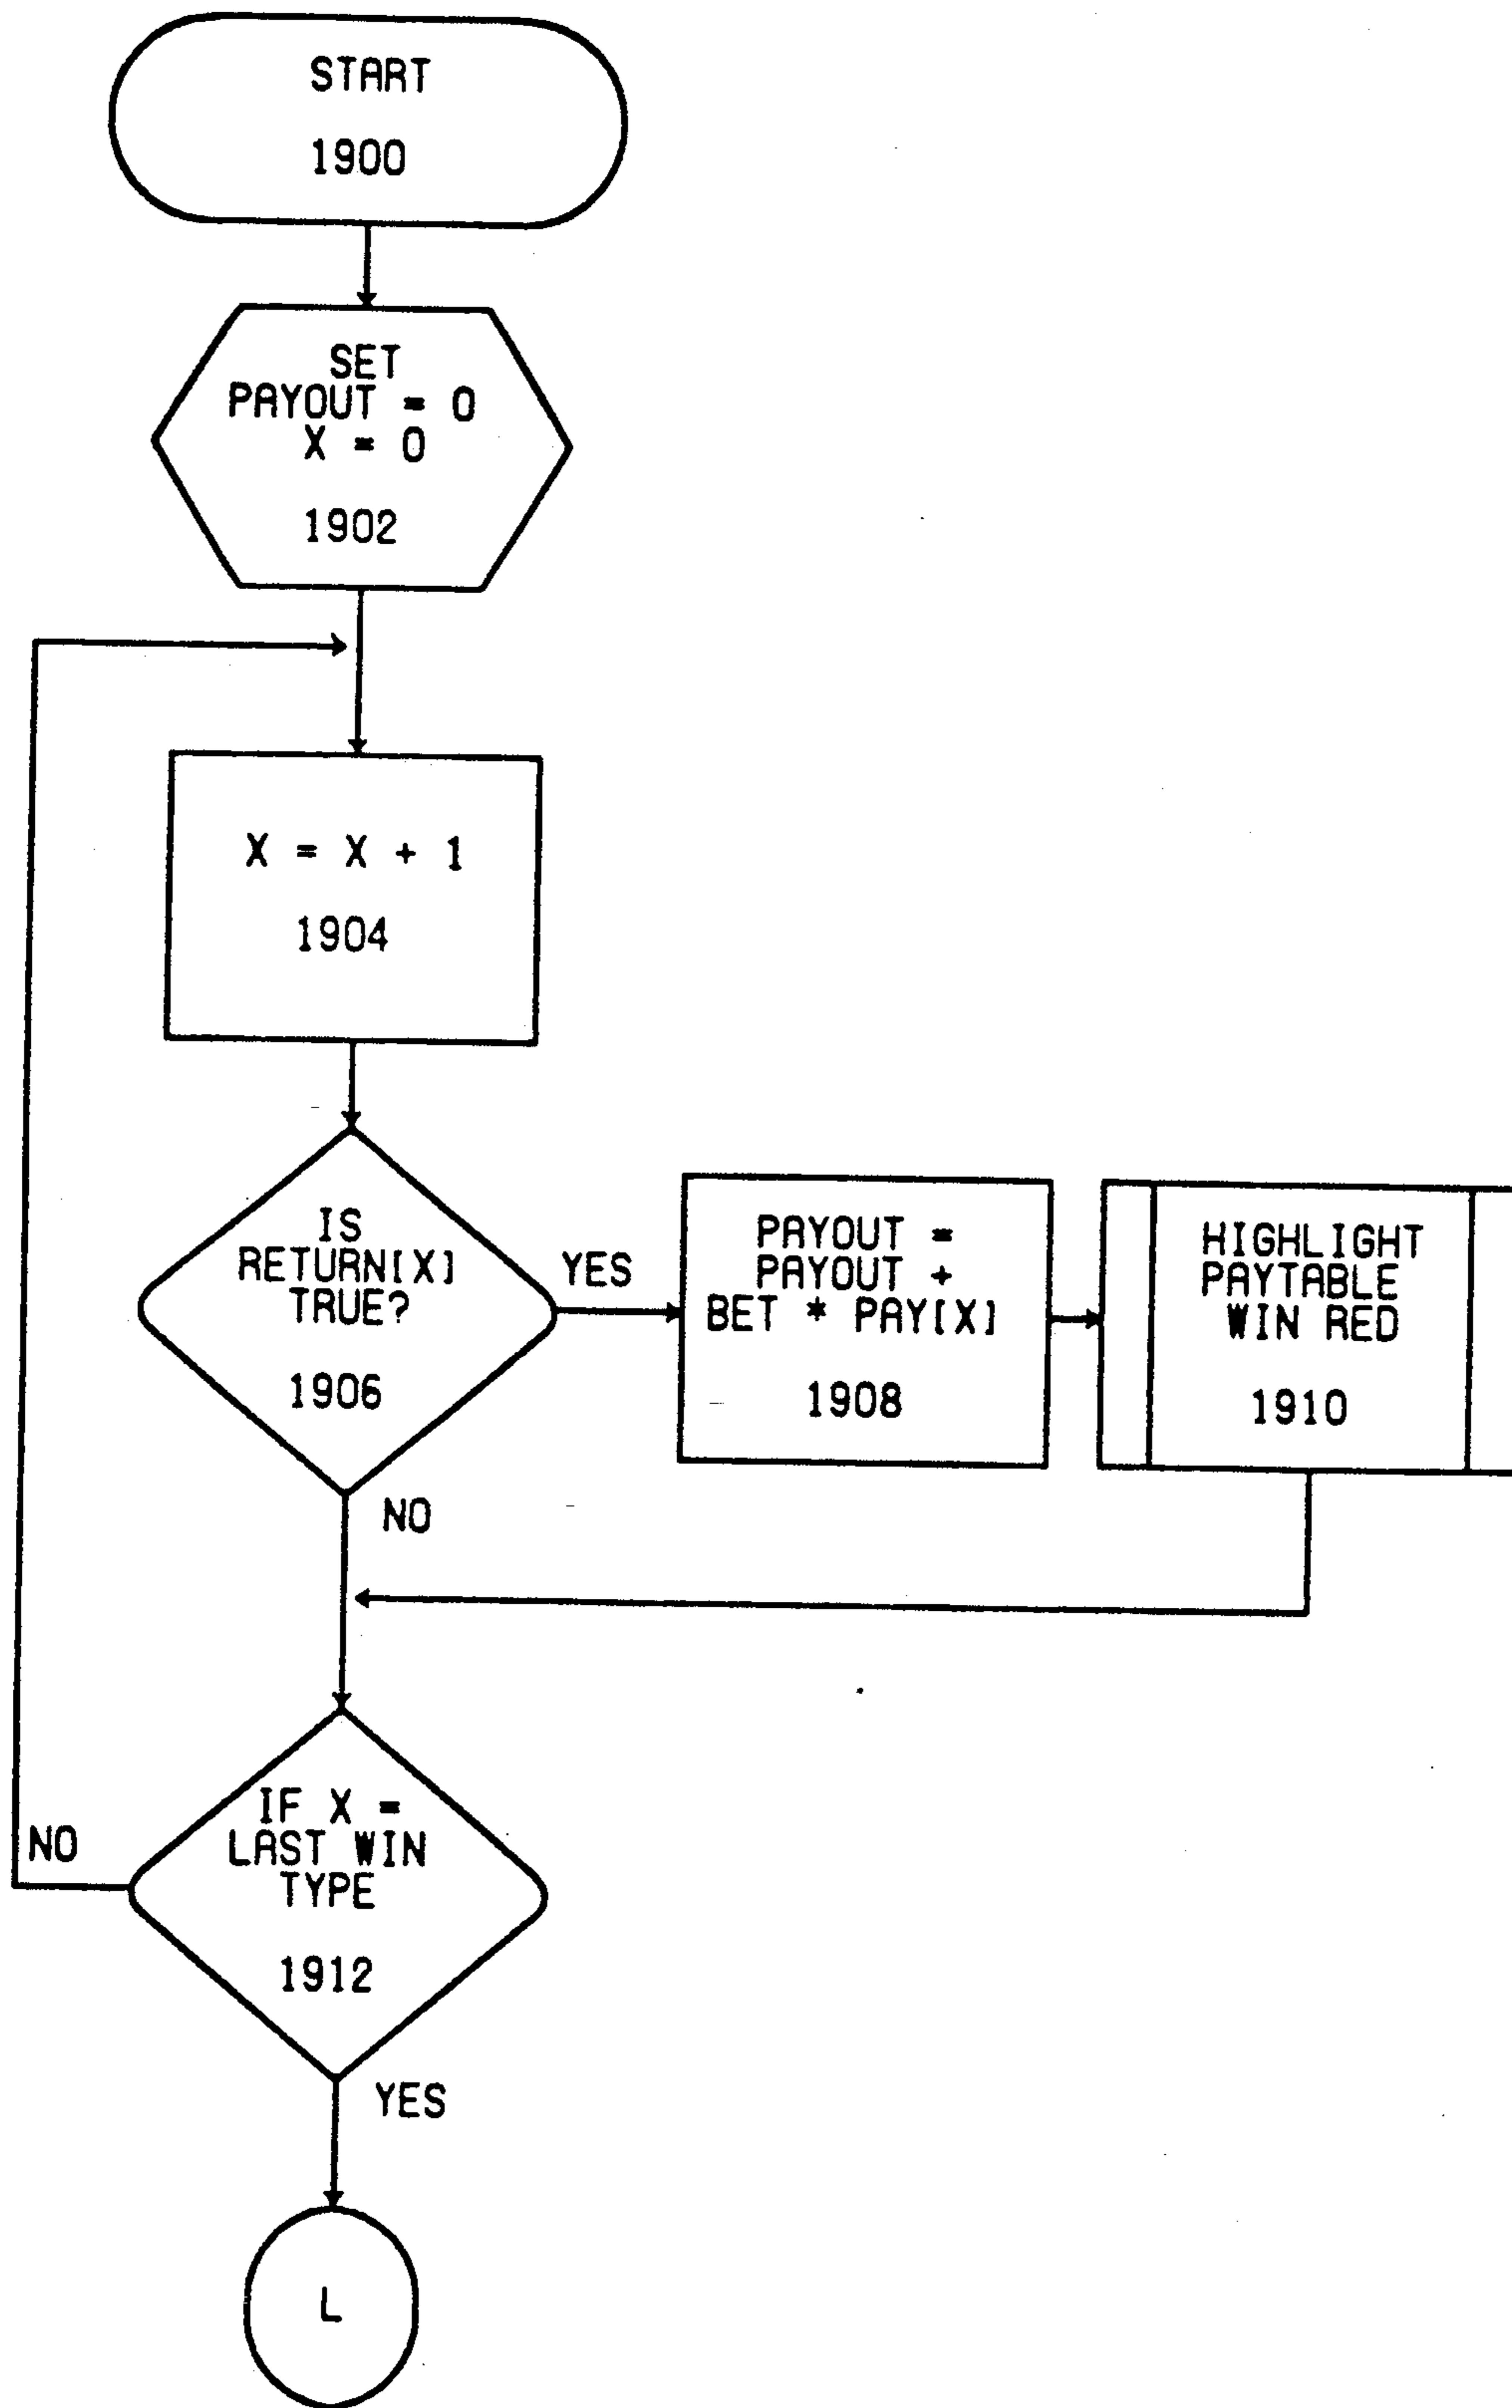 START
1900
SET
PAYOUT = 0
X = 0
1902
X = X + 1
1904
IS
RETURN[X]
TRUE?
1906
YES
PAYOUT =
PAYOUT +
BET * PAY[X]
1908
HIGHLIGHT
PAYTABLE
WIN RED
1910
NO
IF X =
LAST WIN
TYPE
1912
NO
YES
L